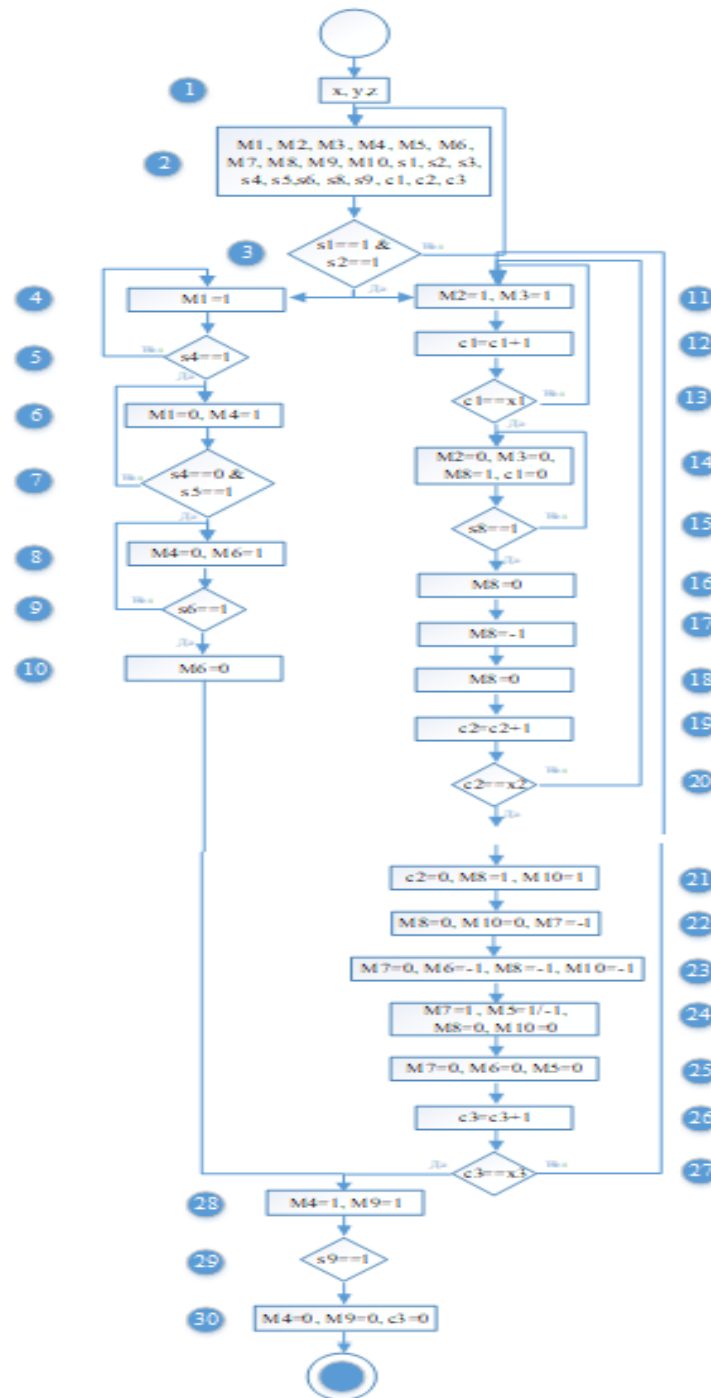 1
x, y,z
2
M1, M2, M3, M4, M5, M6,
M7, M8, M9, M10, s1, s2, s3,
s4, s5,s6, s8, s9, c1, c2, c3
3
s1==1 &
s2==1
Да
4
M1=1
M2=1, M3=1
11
5
s4==1
Да
c1=c1+1
12
6
M1=0, M4=1
c1==x1
Да
13
7
s4==0 &
s5==1
Да
M2=0, M3=0,
M8=1, c1=0
14
8
M4=0, M6=1
s8==1
Да
15
9
s6==1
Да
M8=0
16
10
M6=0
M8=-1
17
M8=0
18
c2=c2+1
19
c2==x2
Да
20
c2=0, M8=1, M10=1
21
M8=0, M10=0, M7=-1
22
M7=0, M6=-1, M8=-1, M10=-1
23
M7=1, M5=1/-1,
M8=0, M10=0
24
M7=0, M6=0, M5=0
25
c3=c3+1
26
Да
c3==x3
27
28
M4=1, M9=1
29
s9==1
30
M4=0, M9=0, c3=0